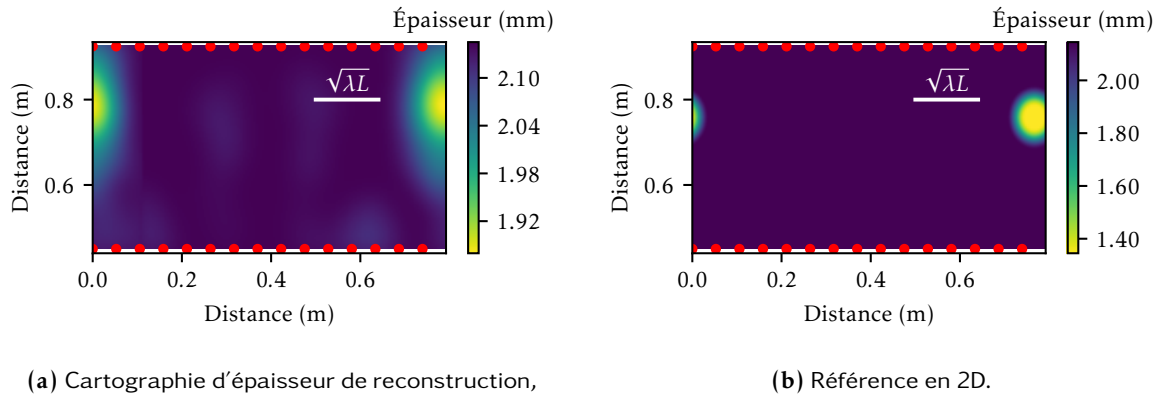 Épaisseur (mm)
Distance (m)
0.8
0.6
√λL
2.10
2.04
1.98
1.92
0.0
0.2
0.4
0.6
Distance (m)
(a) Cartographie d'épaisseur de reconstruction,
Épaisseur (mm)
Distance (m)
0.8
0.6
√λL
2.00
1.80
1.60
1.40
0.0
0.2
0.4
0.6
Distance (m)
(b) Référence en 2D.